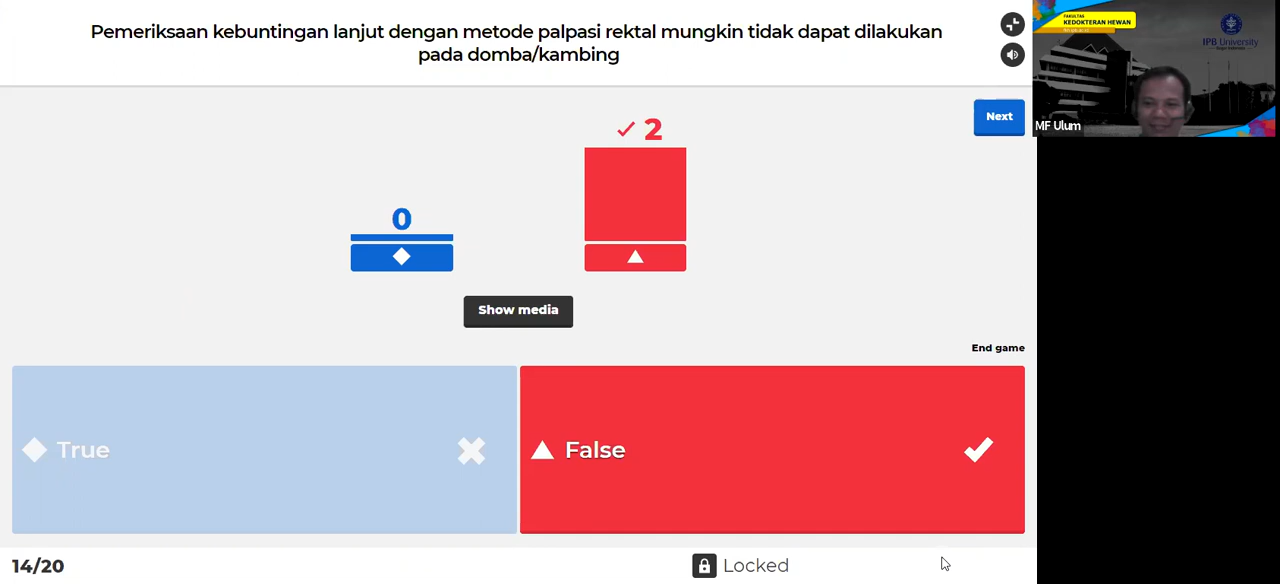 Pemeriksaan kebuntingan lanjut dengan metode palpasi rektal mungkin tidak dapat dilakukan
pada domba/kambing
FAKULTAS
KEDOKTERAN HEWAN
IPB University
MF Ulum
Next
2
0
Show media
End game
True
False
14/20
Locked